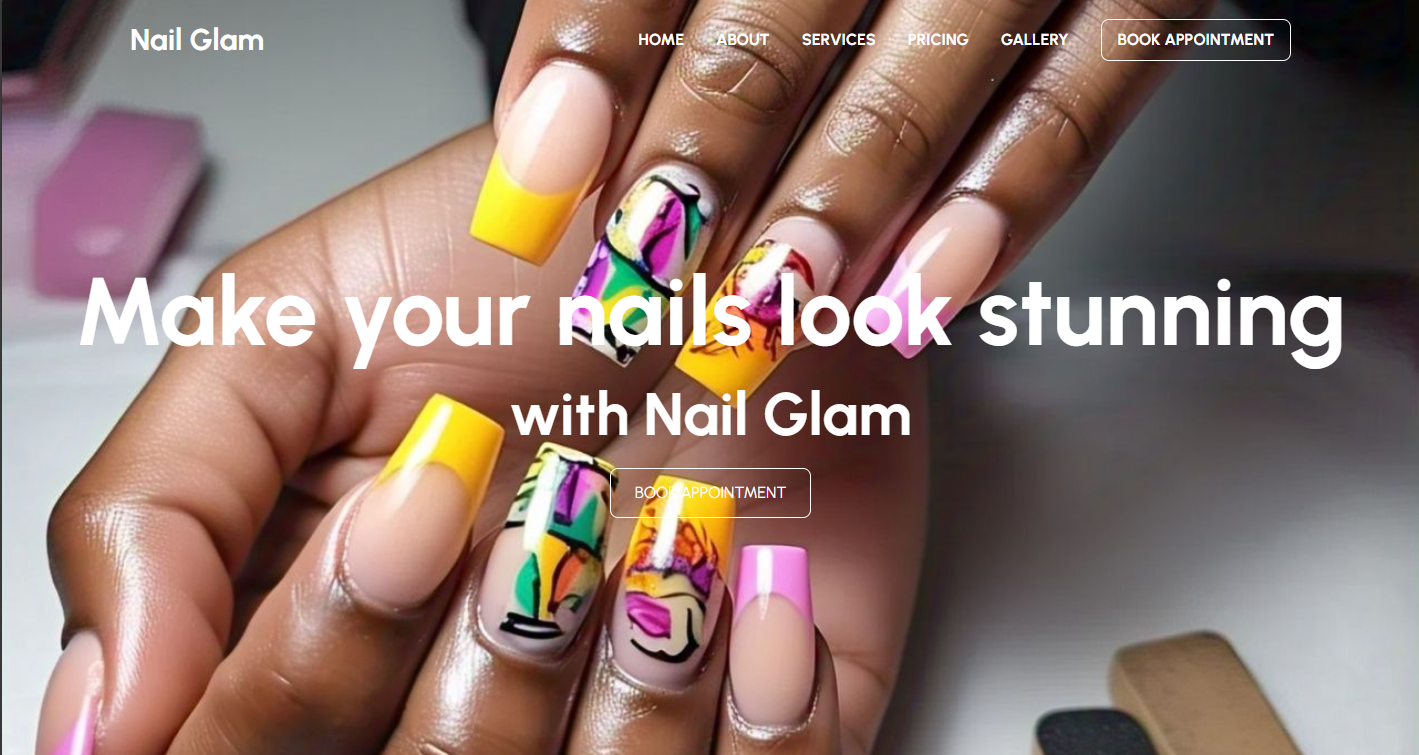 Nail Glam
HOME ABOUT SERVICES PRICING GALLERY BOOK APPOINTMENT
Make your nails look stunning
with Nail Glam
BOOK APPOINTMENT